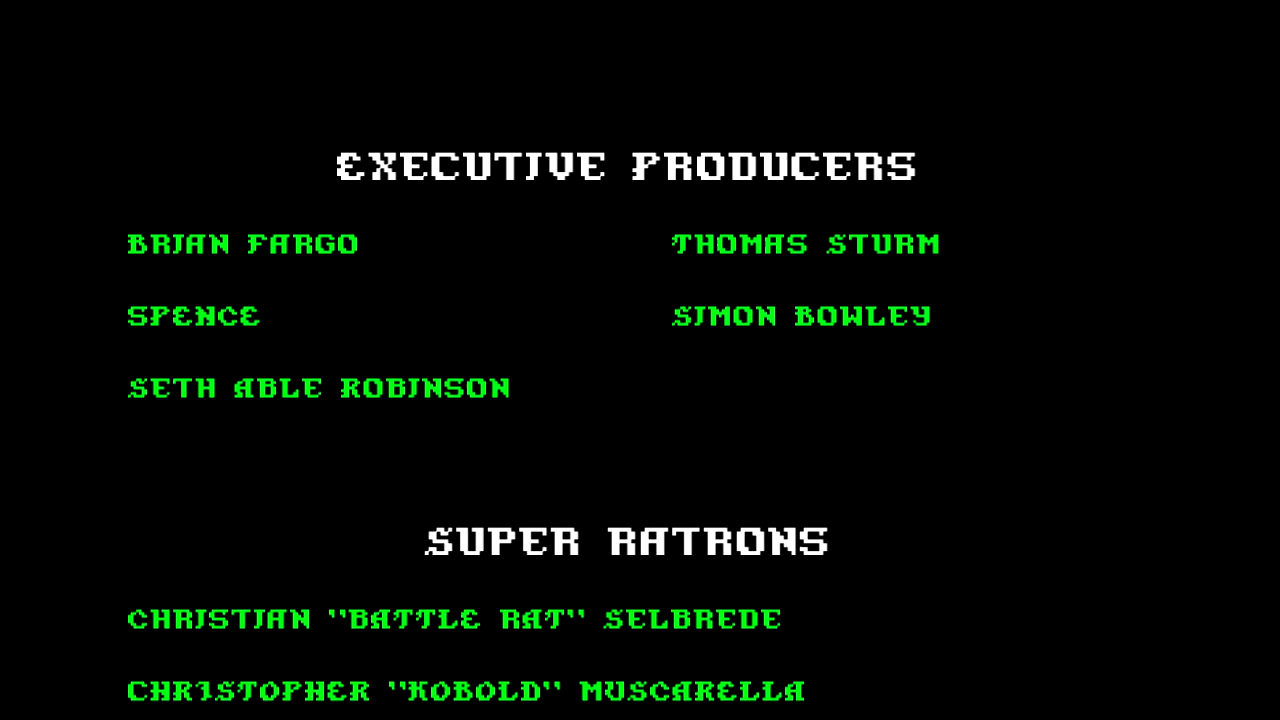 EXECUTIVE PRODUCERS
BRIAN FARGO
THOMAS STURM
SPENCE
SIMON BOWLEY
SETH ABLE ROBINSON
SUPER RATRONS
CHRISTIAN "BATTLE RAT" SELBREDE
CHRISTOPHER "KOBOLD" MUSCARELLA